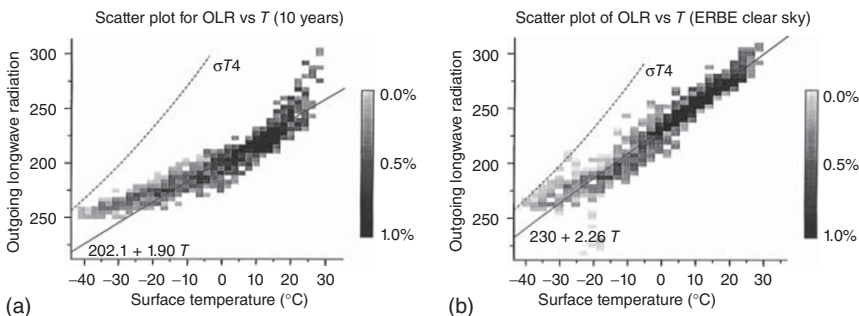 Scatter plot for OLR vs T (10 years)
Outgoing longwave radiation
300
250
200
250
σT4
202.1 + 1.90 T
0.0%
0.5%
1.0%
−40 −30 −20 −10 0 10 20 30
Surface temperature (°C)
(a)
Scatter plot of OLR vs T (ERBE clear sky)
Outgoing longwave radiation
300
250
200
250
σT4
230 + 2.26 T
0.0%
0.5%
1.0%
−40 −30 −20 −10 0 10 20 30
Surface temperature (°C)
(b)